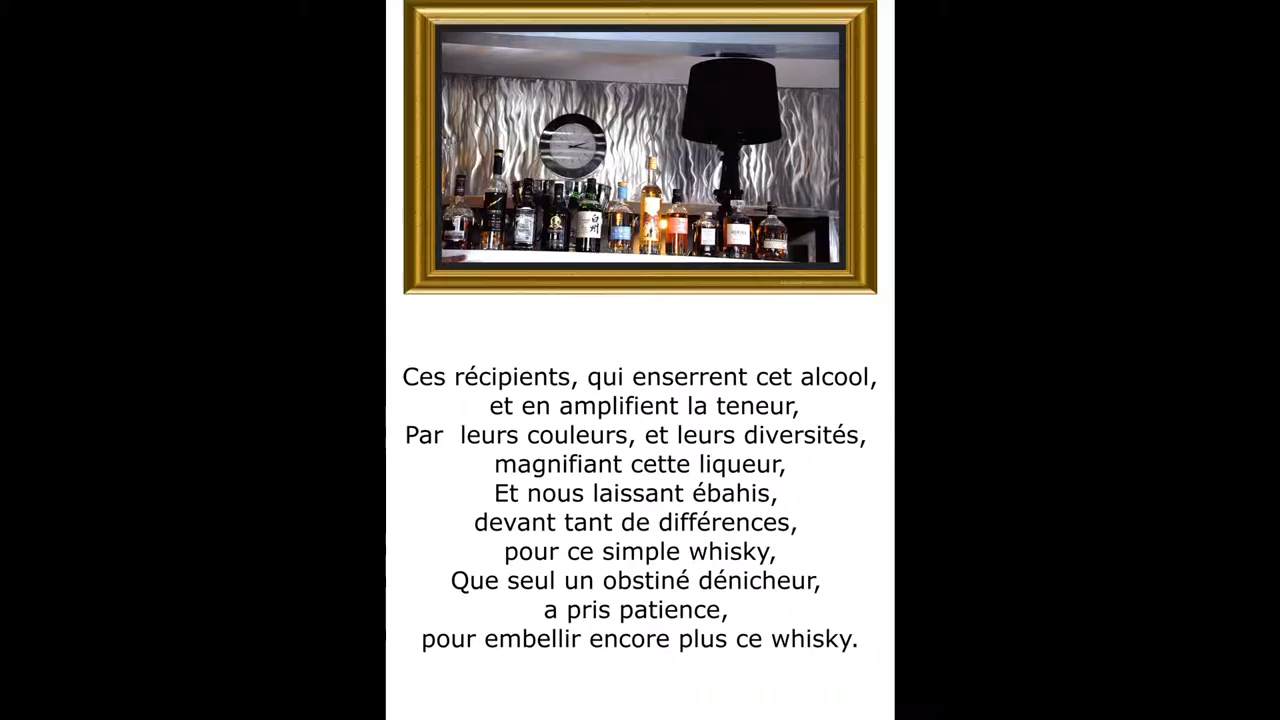 白州
Ces récipients, qui enserrent cet alcool,
et en amplifient la teneur,
Par  leurs couleurs, et leurs diversités,
magnifiant cette liqueur,
Et nous laissant ébahis,
devant tant de différences,
pour ce simple whisky,
Que seul un obstiné dénicheur,
a pris patience,
pour embellir encore plus ce whisky.